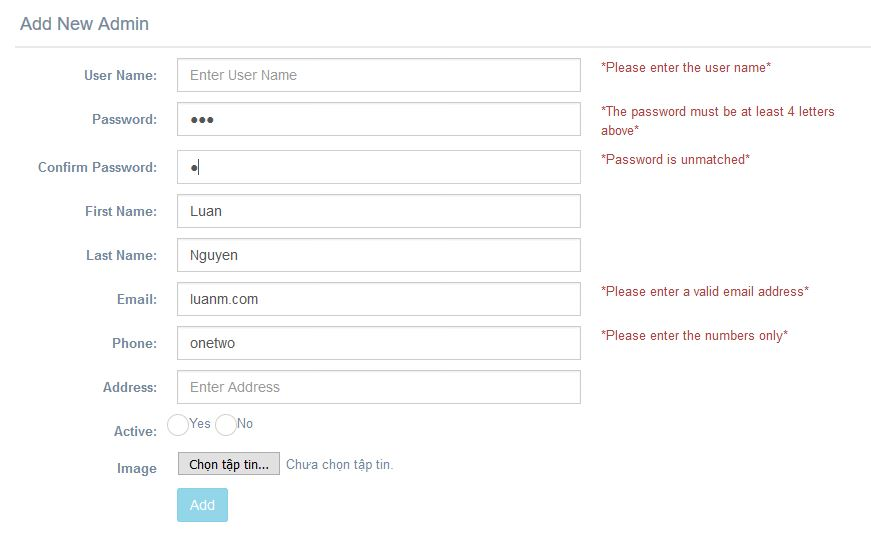 Add New Admin
User Name: Enter User Name *Please enter the user name*
Password: ●●● *The password must be at least 4 letters
above*
Confirm Password: ● *Password is unmatched*
First Name: Luan
Last Name: Nguyen
Email: luanm.com *Please enter a valid email address*
Phone: onetwo *Please enter the numbers only*
Address: Enter Address
Active: Yes No
Image Chọn tập tin... Chưa chọn tập tin.
Add